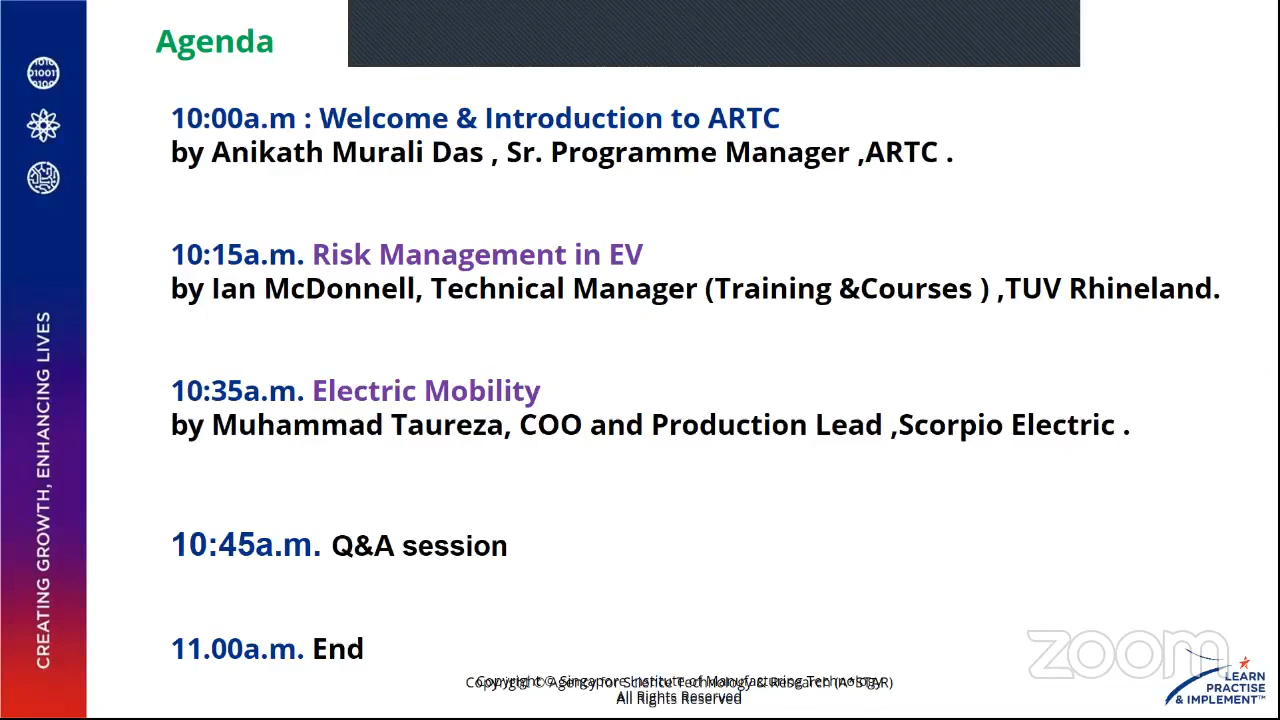 Agenda
10:00a.m : Welcome & Introduction to ARTC
by Anikath Murali Das , Sr. Programme Manager ,ARTC .
10:15a.m. Risk Management in EV
by Ian McDonnell, Technical Manager (Training &Courses ) ,TUV Rhineland.
10:35a.m. Electric Mobility
by Muhammad Taureza, COO and Production Lead ,Scorpio Electric .
10:45a.m. Q&A session
11.00a.m. End
CREATING GROWTH, ENHANCING LIVES
zoom
LEARN
PRACTISE
& IMPLEMENT™
All Rights Reserved